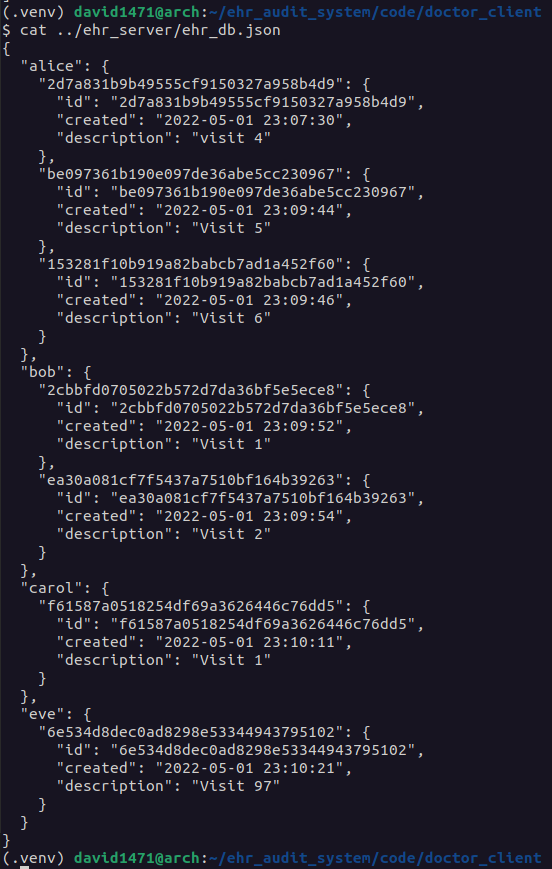 (.venv) david1471@arch:~/ehr_audit_system/code/doctor_client
$ cat ../ehr_server/ehr_db.json
{
  "alice": {
    "2d7a831b9b49555cf9150327a958b4d9": {
      "id": "2d7a831b9b49555cf9150327a958b4d9",
      "created": "2022-05-01 23:07:30",
      "description": "visit 4"
    },
    "be097361b190e097de36abe5cc230967": {
      "id": "be097361b190e097de36abe5cc230967",
      "created": "2022-05-01 23:09:44",
      "description": "Visit 5"
    },
    "153281f10b919a82babcb7ad1a452f60": {
      "id": "153281f10b919a82babcb7ad1a452f60",
      "created": "2022-05-01 23:09:46",
      "description": "Visit 6"
    }
  },
  "bob": {
    "2cbbfd0705022b572d7da36bf5e5ece8": {
      "id": "2cbbfd0705022b572d7da36bf5e5ece8",
      "created": "2022-05-01 23:09:52",
      "description": "Visit 1"
    },
    "ea30a081cf7f5437a7510bf164b39263": {
      "id": "ea30a081cf7f5437a7510bf164b39263",
      "created": "2022-05-01 23:09:54",
      "description": "Visit 2"
    }
  },
  "carol": {
    "f61587a0518254df69a3626446c76dd5": {
      "id": "f61587a0518254df69a3626446c76dd5",
      "created": "2022-05-01 23:10:11",
      "description": "Visit 1"
    }
  },
  "eve": {
    "6e534d8dec0ad8298e53344943795102": {
      "id": "6e534d8dec0ad8298e53344943795102",
      "created": "2022-05-01 23:10:21",
      "description": "Visit 97"
    }
  }
}
(.venv) david1471@arch:~/ehr_audit_system/code/doctor_client